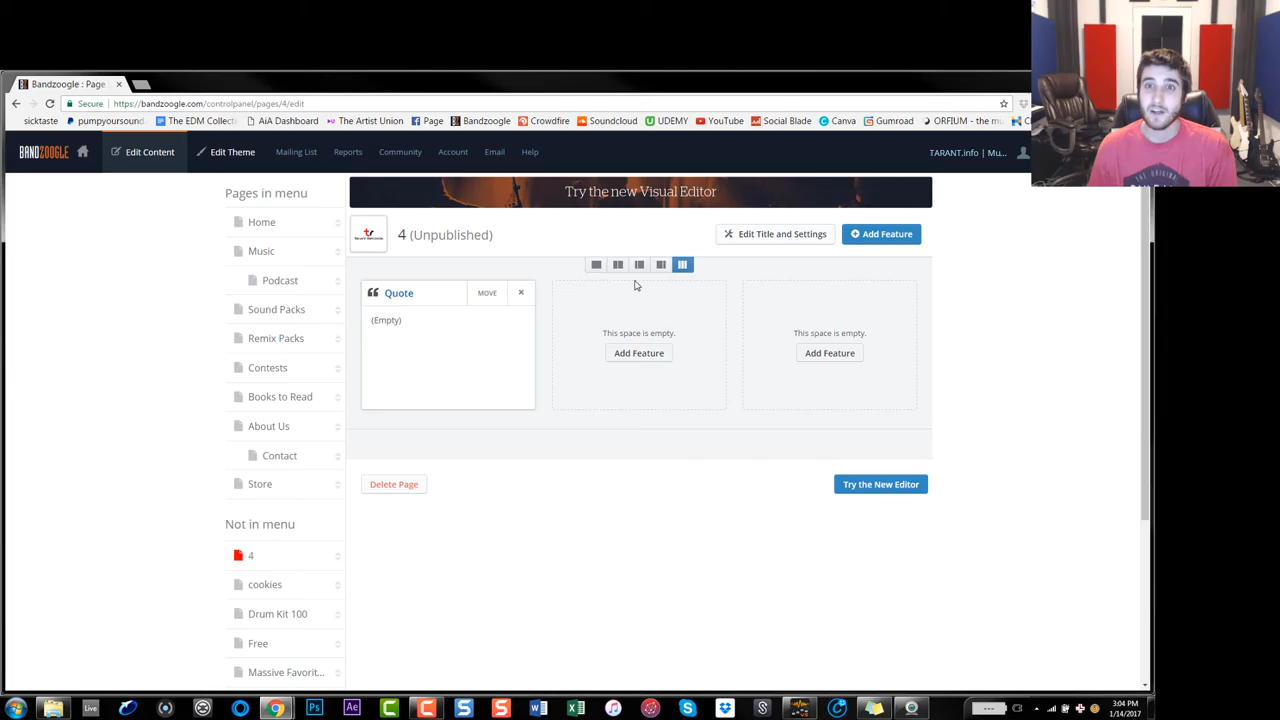 Bandzoogle : Page
Secure https://bandzoogle.com/controlpanel/pages/4/edit
sicktaste pumpyoursound. The EDM Collecti AiA Dashboard The Artist Union Page Bandzoogle Crowdfire Soundcloud UDEMY YouTube Social Blade Canva Gumroad ORFIUM - the mu
BANDZOOGLE Edit Content Edit Theme Mailing List Reports Community Account Email Help TARANT.info | Mu...
Pages in menu
Home
Music
Podcast
Sound Packs
Remix Packs
Contests
Books to Read
About Us
Contact
Store
Not in menu
4
cookies
Drum Kit 100
Free
Massive Favorit...
Try the new Visual Editor
4 (Unpublished)
Edit Title and Settings
Add Feature
Quote MOVE ×
(Empty)
This space is empty.
Add Feature
This space is empty.
Add Feature
Delete Page
Try the New Editor
Live Ps Ae
3:04 PM
1/14/2017